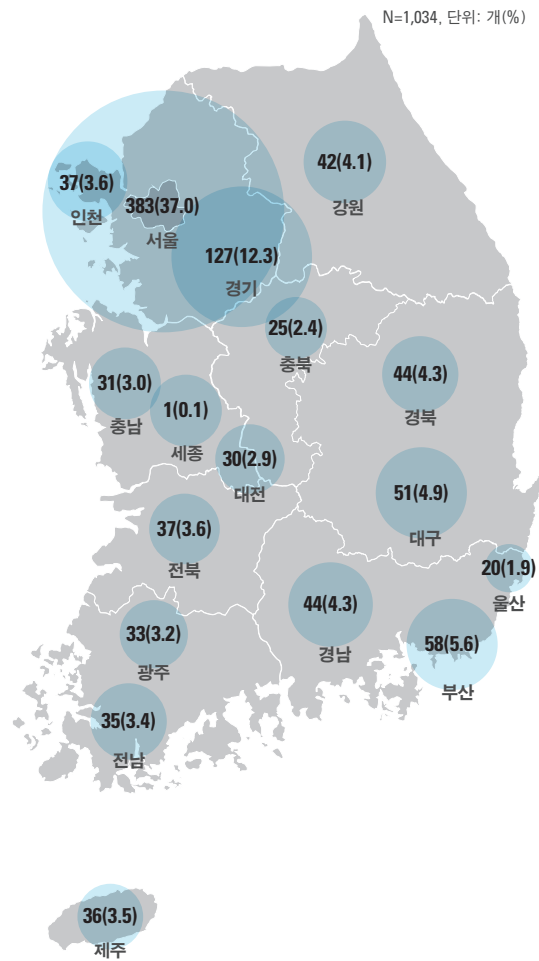 N=1,034, 단위: 개(%)
42(4.1)
강원
37(3.6)
인천
383(37.0)
서울
127(12.3)
경기
25(2.4)
충북
31(3.0)
충남
1(0.1)
세종
44(4.3)
경북
30(2.9)
대전
51(4.9)
대구
37(3.6)
전북
20(1.9)
울산
44(4.3)
경남
58(5.6)
부산
33(3.2)
광주
35(3.4)
전남
36(3.5)
제주